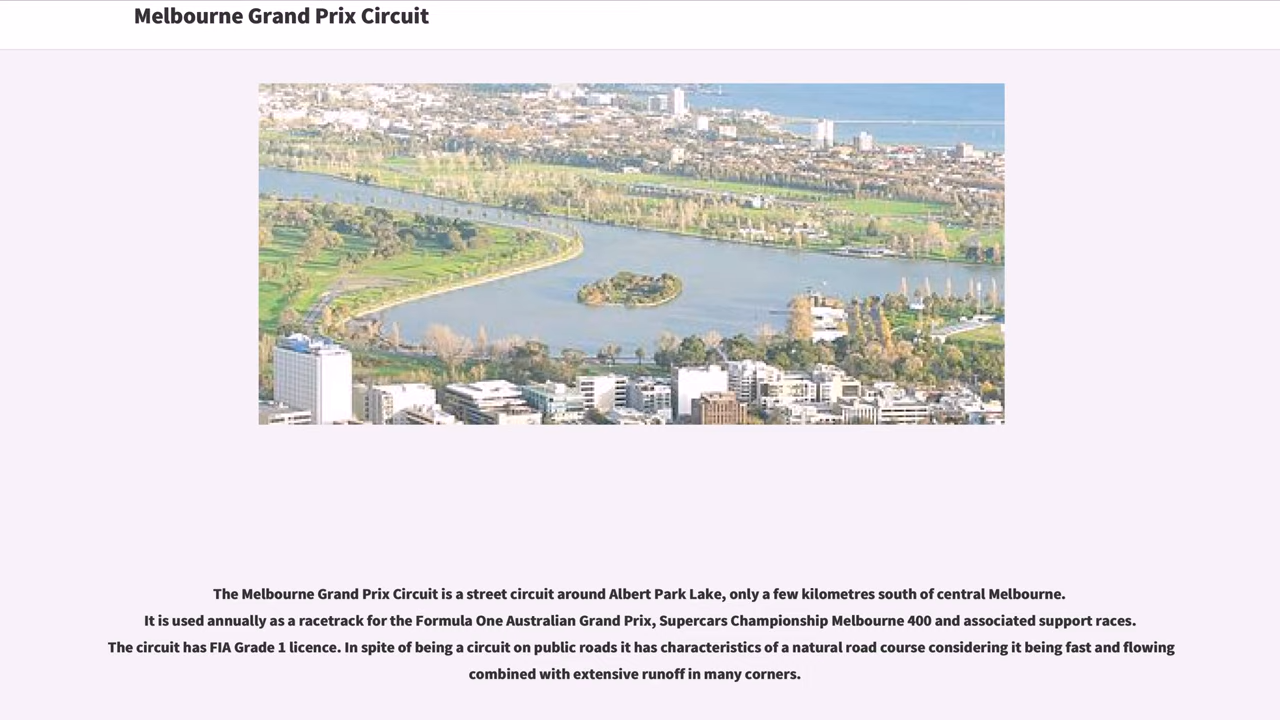 Melbourne Grand Prix Circuit
The Melbourne Grand Prix Circuit is a street circuit around Albert Park Lake, only a few kilometres south of central Melbourne.
It is used annually as a racetrack for the Formula One Australian Grand Prix, Supercars Championship Melbourne 400 and associated support races.
The circuit has FIA Grade 1 licence. In spite of being a circuit on public roads it has characteristics of a natural road course considering it being fast and flowing
combined with extensive runoff in many corners.